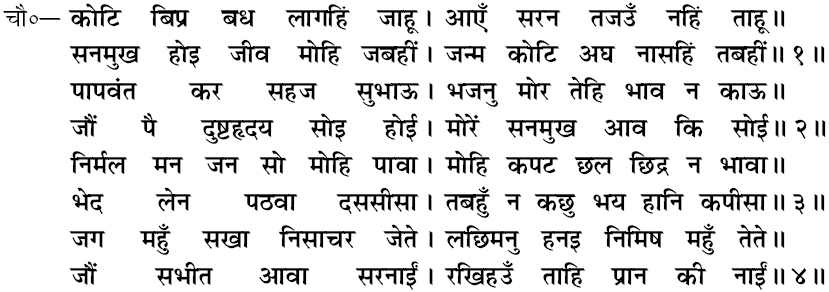 चौ०— कोटि बिप्र बध लागहिं जाहू। आएँ सरन तजउँ नहिं ताहू॥
सनमुख होइ जीव मोहि जबहीं। जन्म कोटि अघ नासहिं तबहीं॥ १॥
पापवंत कर सहज सुभाऊ। भजनु मोर तेहि भाव न काऊ॥
जौं पै दुष्टहृदय सोइ होई। मोरें सनमुख आव कि सोई॥ २॥
निर्मल मन जन सो मोहि पावा। मोहि कपट छल छिद्र न भावा॥
भेद लेन पठवा दससीसा। तबहुँ न कछु भय हानि कपीसा॥ ३॥
जग महुँ सखा निसाचर जेते। लछिमनु हनइ निमिष महुँ तेते॥
जौं सभीत आवा सरनाईं। रखिहउँ ताहि प्रान की नाईं॥ ४॥